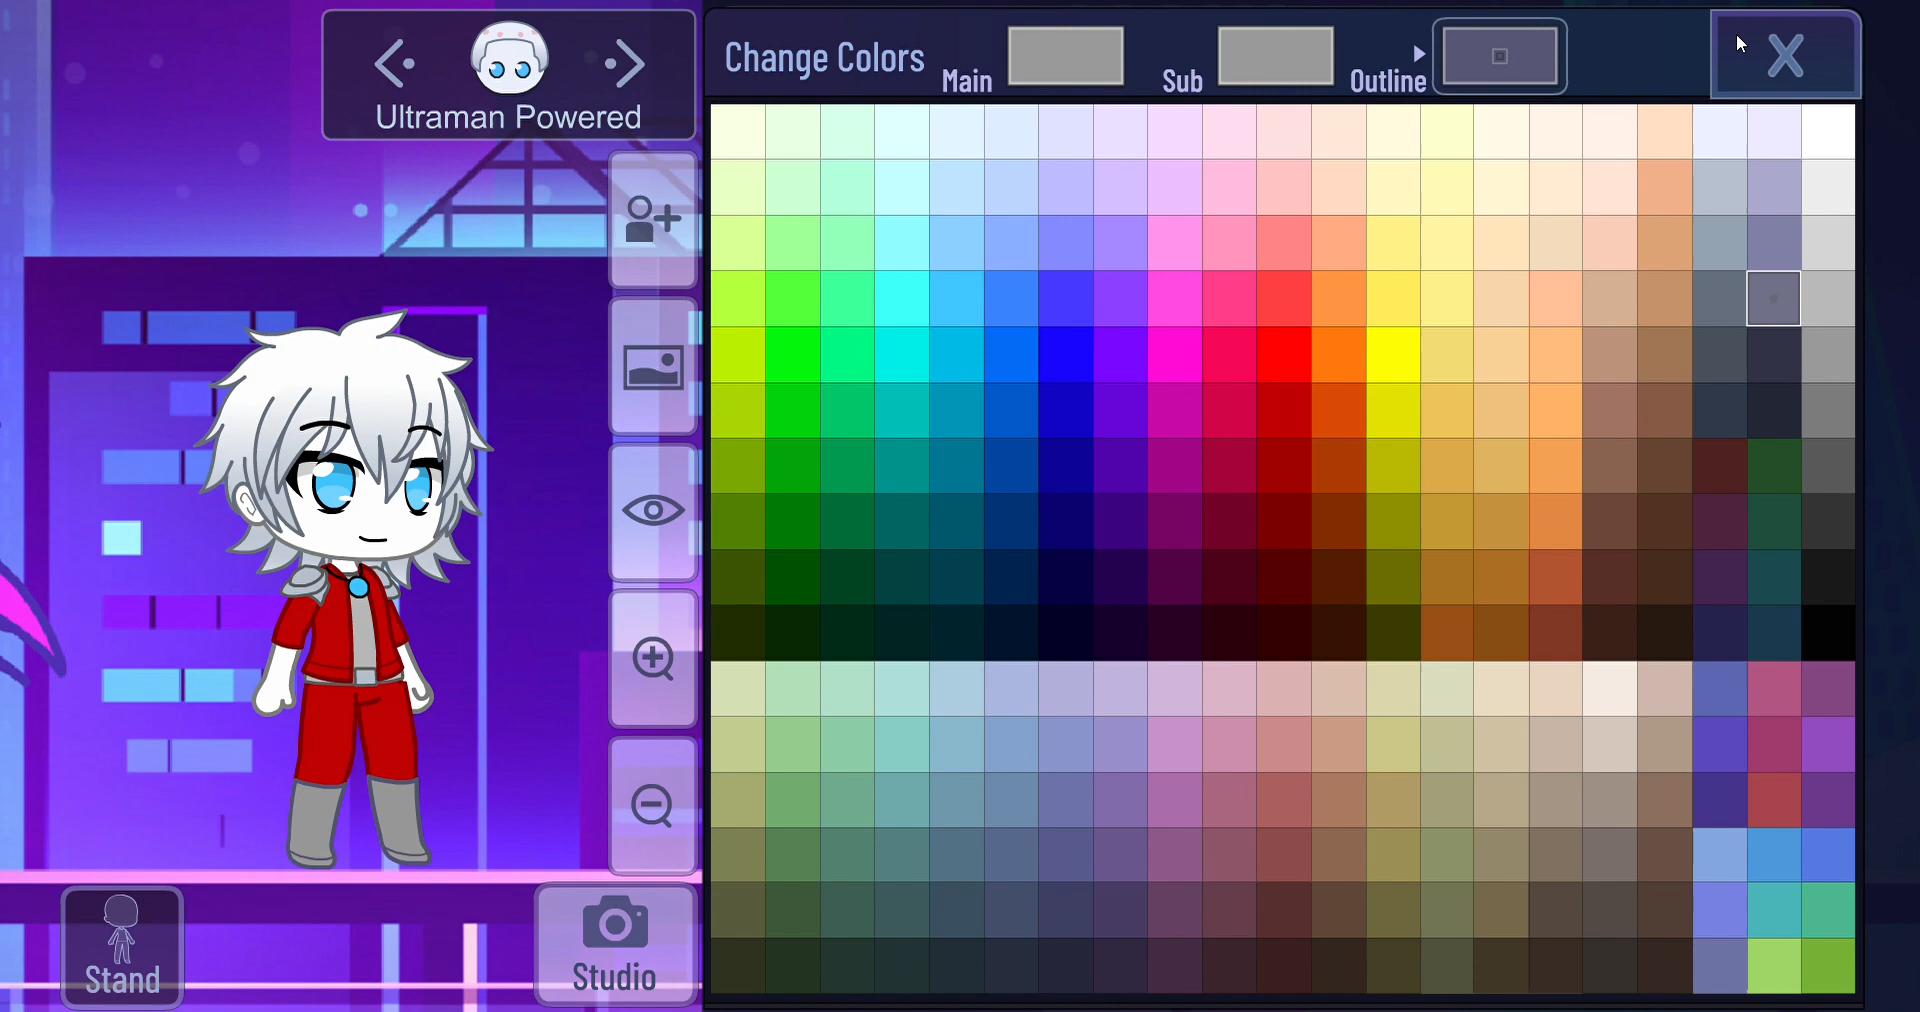 Ultraman Powered
Change Colors
Main
Sub
Outline
X
Stand
Studio